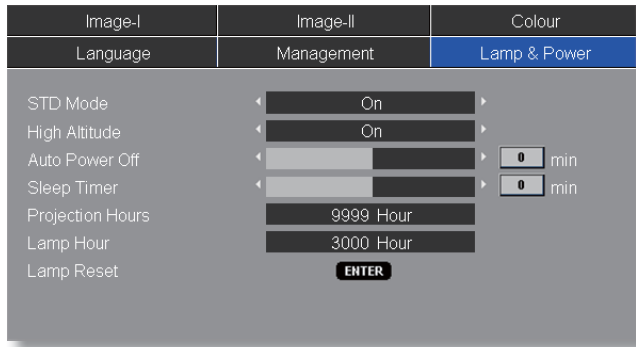 Image-I Image-II Colour
Language Management Lamp & Power
STD Mode On
High Altitude On
Auto Power Off 0 min
Sleep Timer 0 min
Projection Hours 9999 Hour
Lamp Hour 3000 Hour
Lamp Reset ENTER